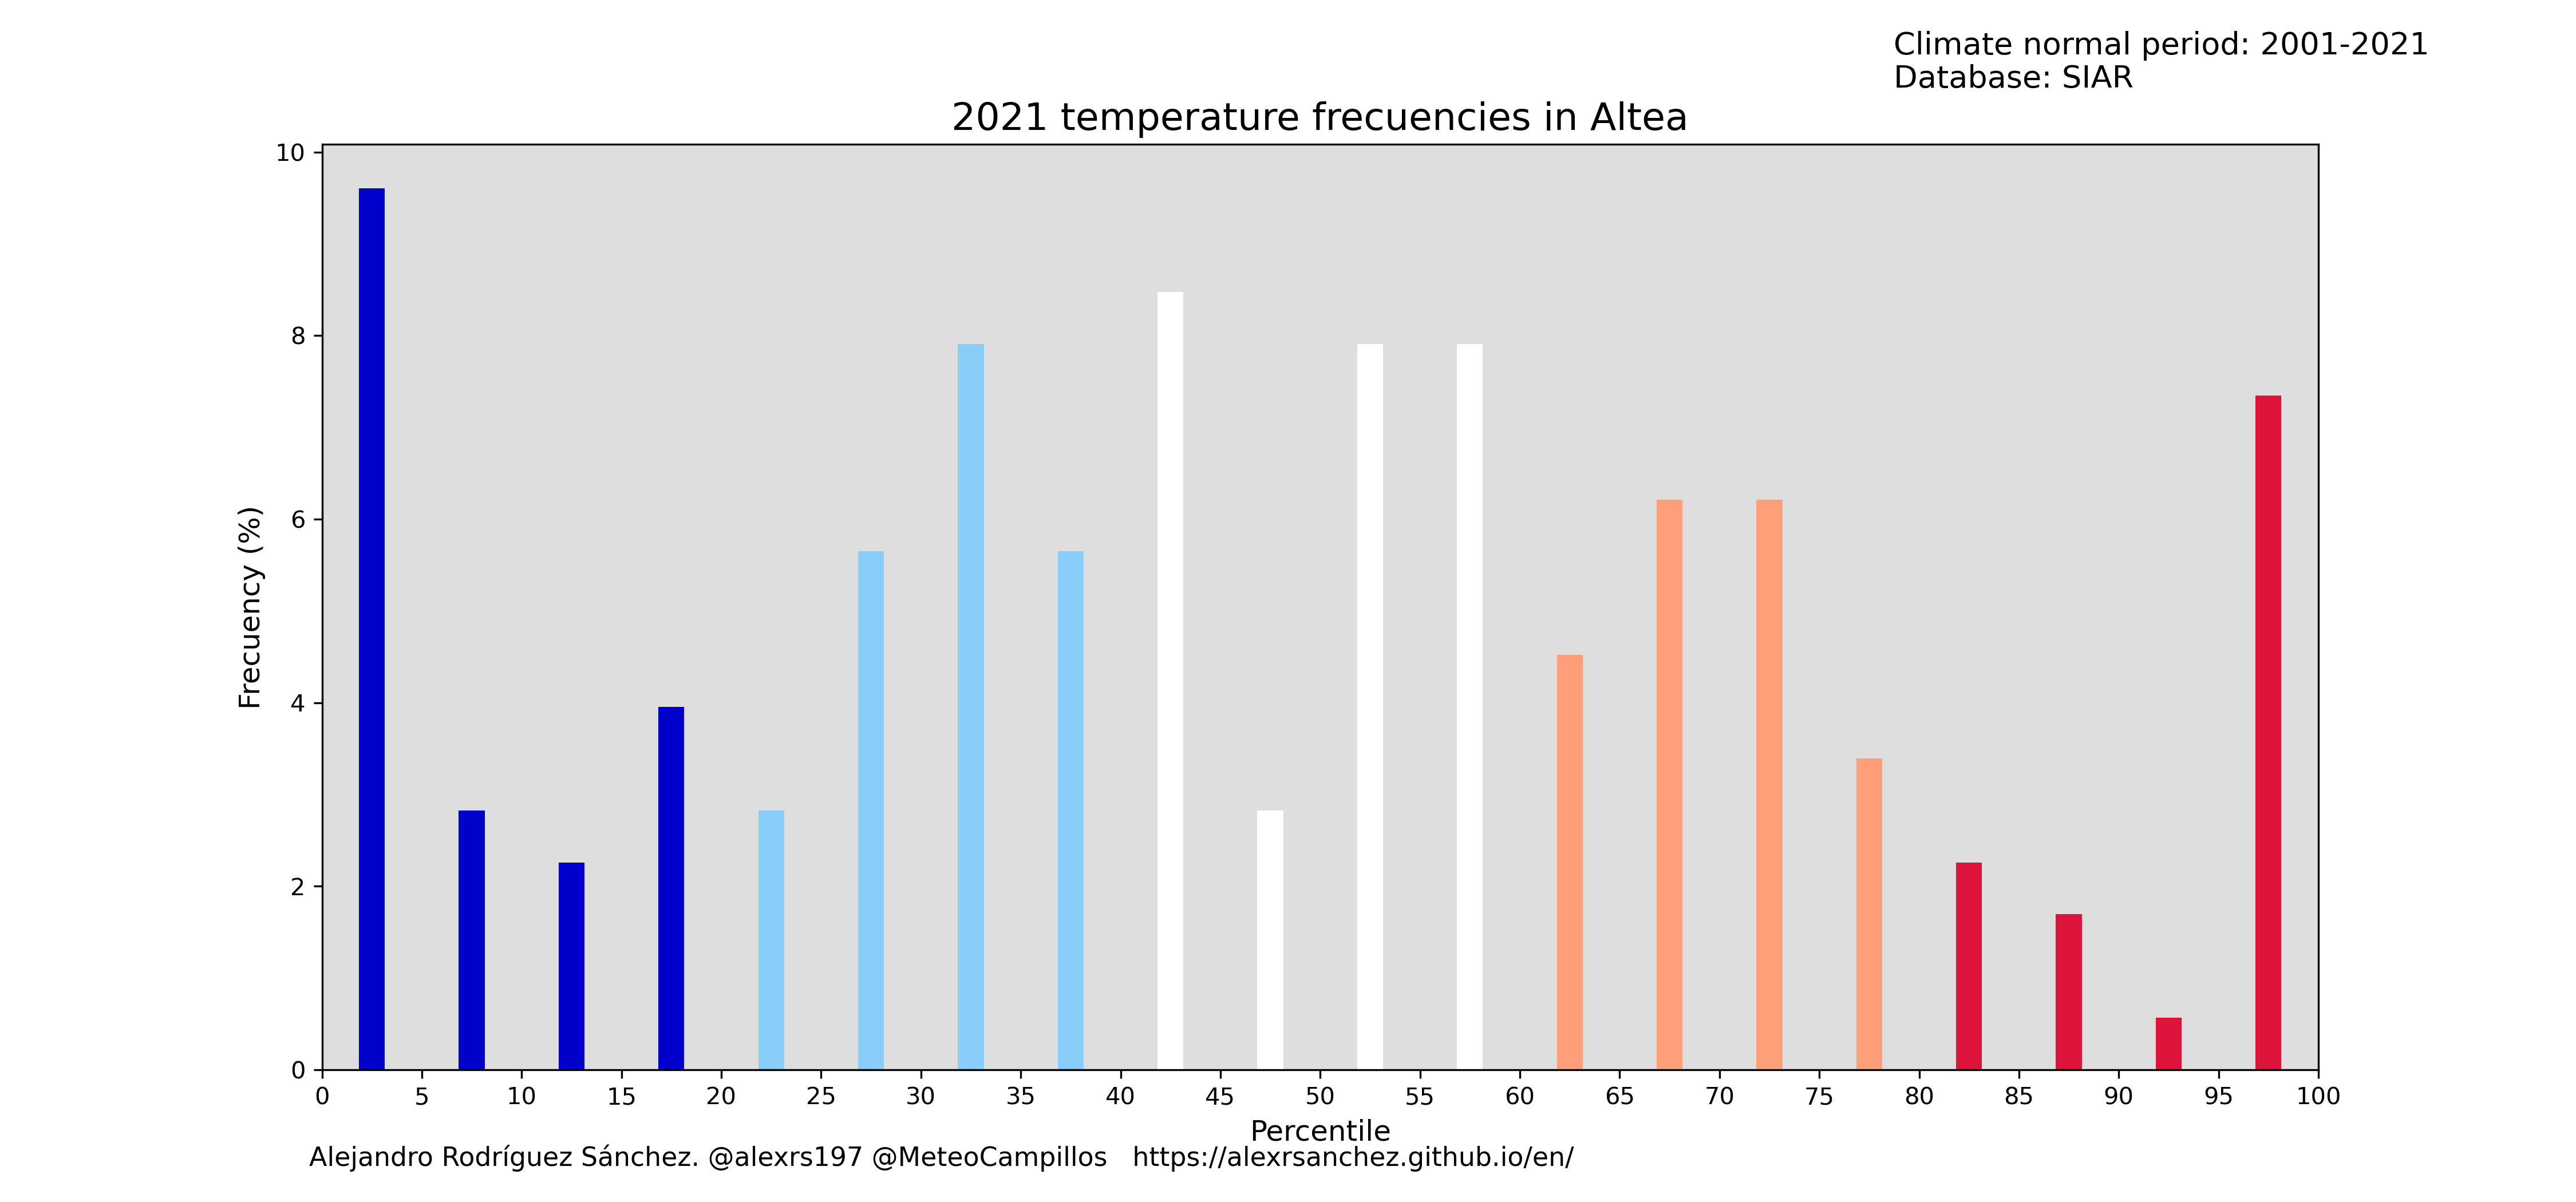 Climate normal period: 2001-2021
Database: SIAR
2021 temperature frecuencies in Altea
10
8
6
4
2
0
Frecuency (%)
0 5 10 15 20 25 30 35 40 45 50 55 60 65 70 75 80 85 90 95 100
Percentile
Alejandro Rodríguez Sánchez. @alexrs197 @MeteoCampillos https://alexrsanchez.github.io/en/